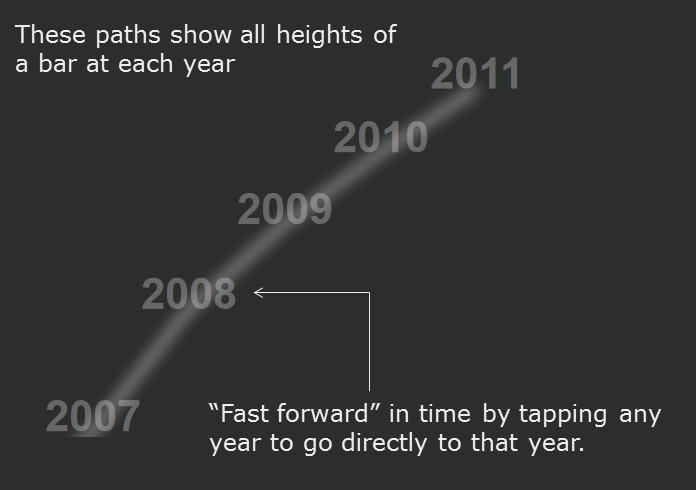 These paths show all heights of
a bar at each year
2011
2010
2009
2008
2007
“Fast forward” in time by tapping any
year to go directly to that year.